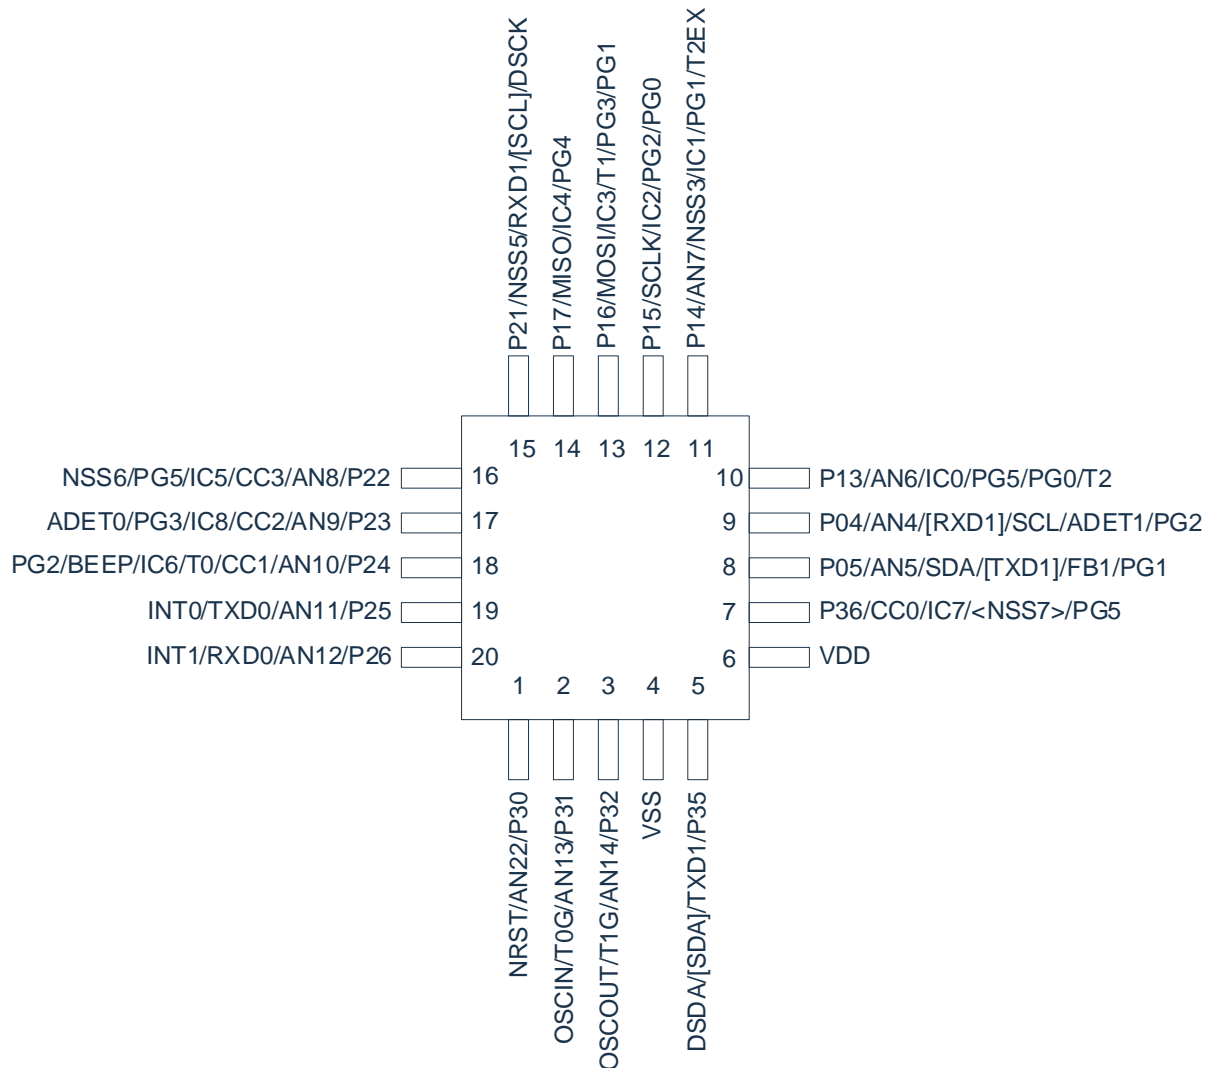 P21/NSS5/RXD1/[SCL]/DSCK
P17/MISO/IC4/PG4
P16/MOSI/IC3/T1/PG3/PG1
P15/SCLK/IC2/PG2/PG0
P14/AN7/NSS3/IC1/PG1/T2EX
15 14 13 12 11
NSS6/PG5/IC5/CC3/AN8/P22 16
ADET0/PG3/IC8/CC2/AN9/P23 17
PG2/BEEP/IC6/T0/CC1/AN10/P24 18
INT0/TXD0/AN11/P25 19
INT1/RXD0/AN12/P26 20
10 P13/AN6/IC0/PG5/PG0/T2
9 P04/AN4/[RXD1]/SCL/ADET1/PG2
8 P05/AN5/SDA/[TXD1]/FB1/PG1
7 P36/CC0/IC7/<NSS7>/PG5
6 VDD
1 2 3 4 5
NRST/AN22/P30
OSCIN/T0G/AN13/P31
OSCOUT/T1G/AN14/P32
VSS
DSDA/[SDA]/TXD1/P35